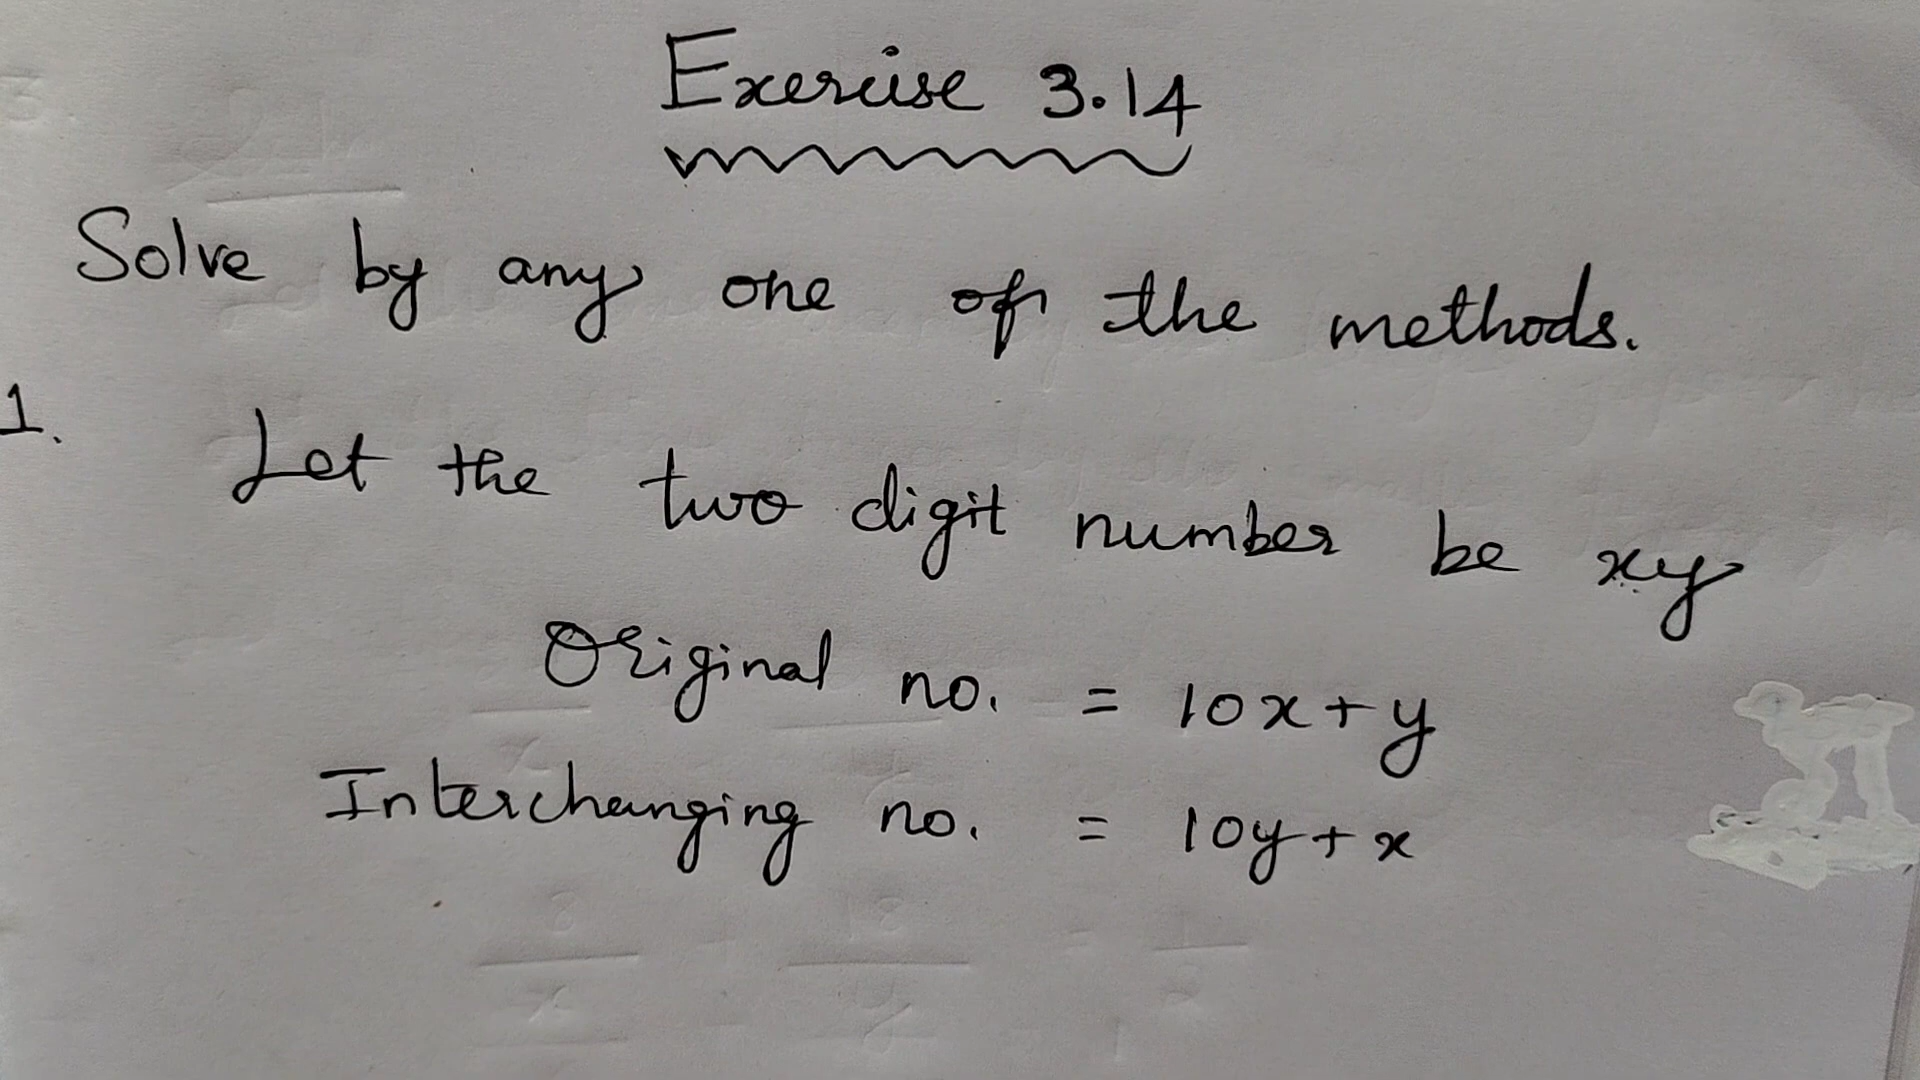 Exercise 3.14
Solve by any one of the methods.
1. Let the two digit number be xy
Original no. = 10x+y
Interchanging no. = 10y+x